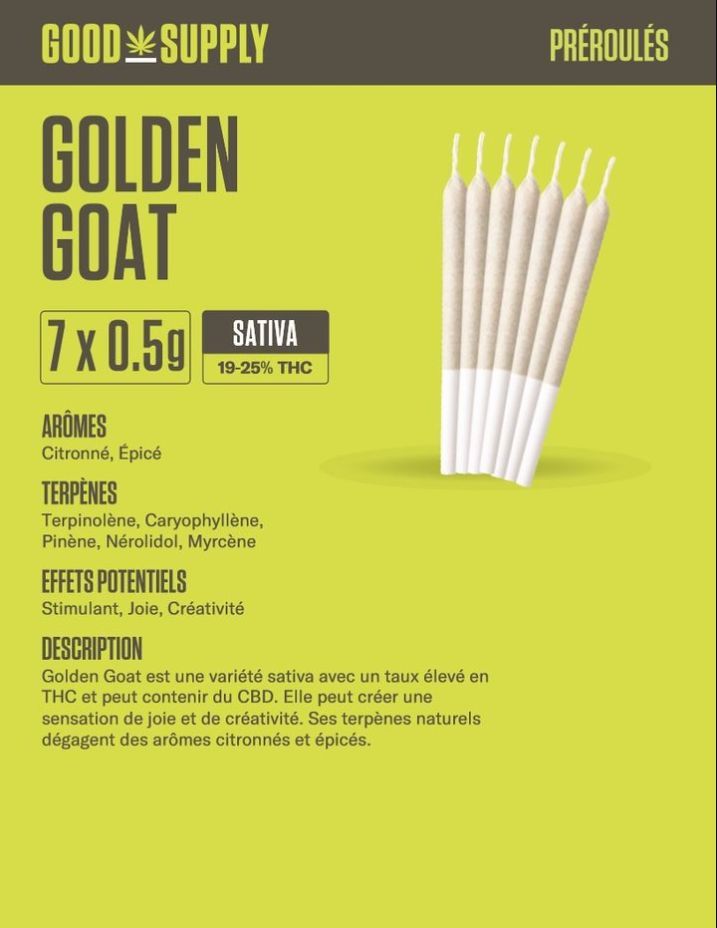 GOOD SUPPLY
PRÉROULÉS
GOLDEN
GOAT
7 x 0.5g
SATIVA
19-25% THC
ARÔMES
Citronné, Épicé
TERPÈNES
Terpinolène, Caryophyllène,
Pinène, Nérolidol, Myrcène
EFFETS POTENTIELS
Stimulant, Joie, Créativité
DESCRIPTION
Golden Goat est une variété sativa avec un taux élevé en
THC et peut contenir du CBD. Elle peut créer une
sensation de joie et de créativité. Ses terpènes naturels
dégagent des arômes citronnés et épicés.